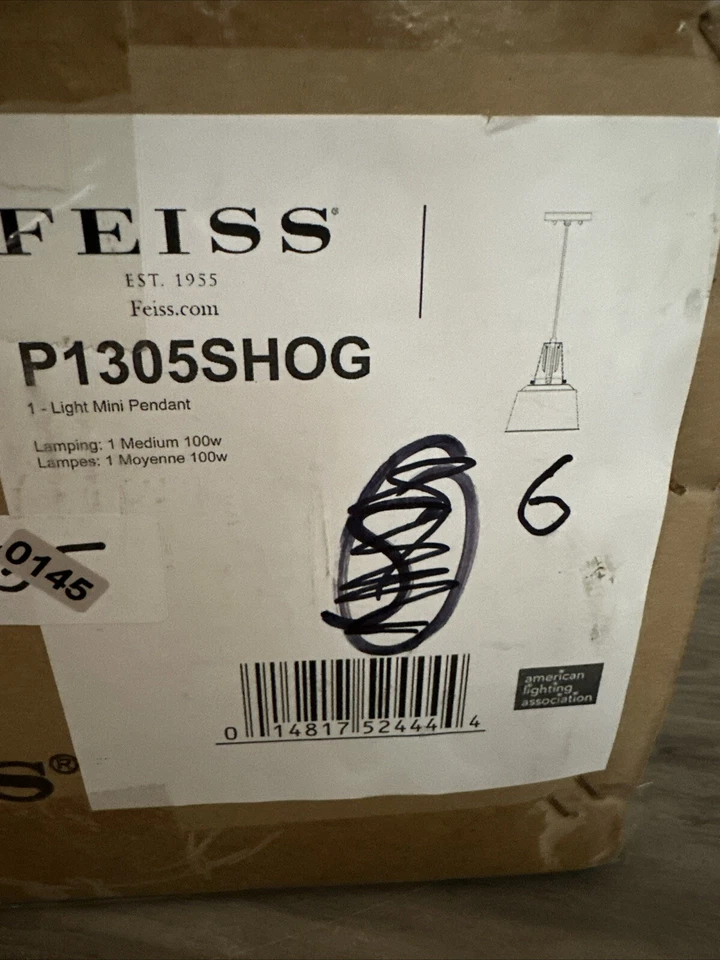 FEISS®
EST. 1955
Feiss.com
P1305SHOG
1 - Light Mini Pendant
Lamping: 1 Medium 100w
Lampes: 1 Moyenne 100w
6
0145
0 14817 52444 4
american
lighting
association
S®